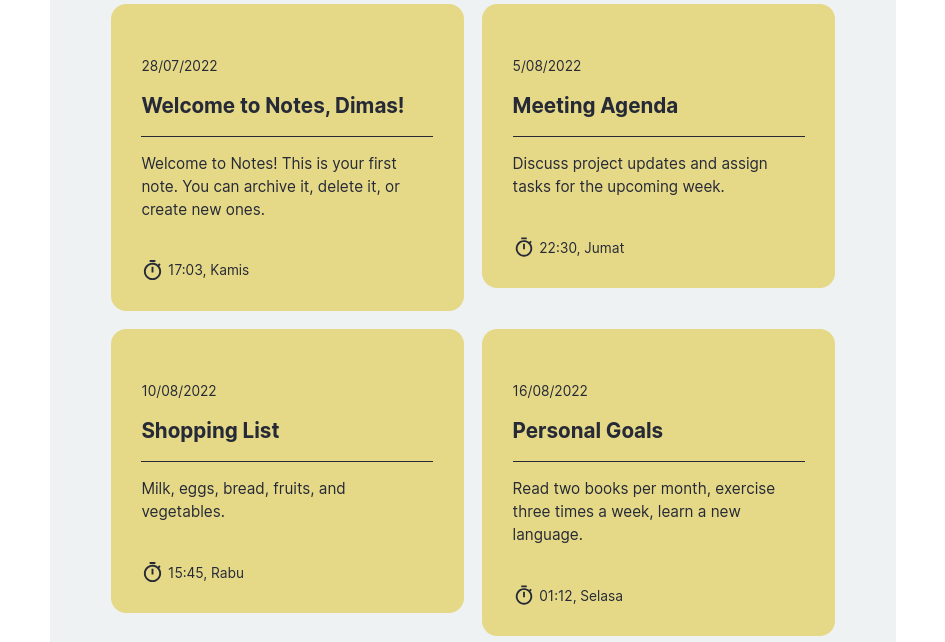 28/07/2022
Welcome to Notes, Dimas!
Welcome to Notes! This is your first
note. You can archive it, delete it, or
create new ones.
17:03, Kamis
5/08/2022
Meeting Agenda
Discuss project updates and assign
tasks for the upcoming week.
22:30, Jumat
10/08/2022
Shopping List
Milk, eggs, bread, fruits, and
vegetables.
15:45, Rabu
16/08/2022
Personal Goals
Read two books per month, exercise
three times a week, learn a new
language.
01:12, Selasa